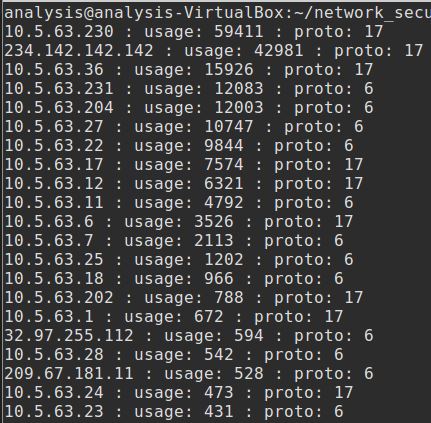 analysis@analysis-VirtualBox:~/network_secu
10.5.63.230 : usage: 59411 : proto: 17
234.142.142.142 : usage: 42981 : proto: 17
10.5.63.36 : usage: 15926 : proto: 17
10.5.63.231 : usage: 12083 : proto: 6
10.5.63.204 : usage: 12003 : proto: 6
10.5.63.27 : usage: 10747 : proto: 6
10.5.63.22 : usage: 9844 : proto: 6
10.5.63.17 : usage: 7574 : proto: 17
10.5.63.12 : usage: 6321 : proto: 17
10.5.63.11 : usage: 4792 : proto: 6
10.5.63.6 : usage: 3526 : proto: 17
10.5.63.7 : usage: 2113 : proto: 6
10.5.63.25 : usage: 1202 : proto: 6
10.5.63.18 : usage: 966 : proto: 6
10.5.63.202 : usage: 788 : proto: 17
10.5.63.1 : usage: 672 : proto: 17
32.97.255.112 : usage: 594 : proto: 6
10.5.63.28 : usage: 542 : proto: 6
209.67.181.11 : usage: 528 : proto: 6
10.5.63.24 : usage: 473 : proto: 17
10.5.63.23 : usage: 431 : proto: 6